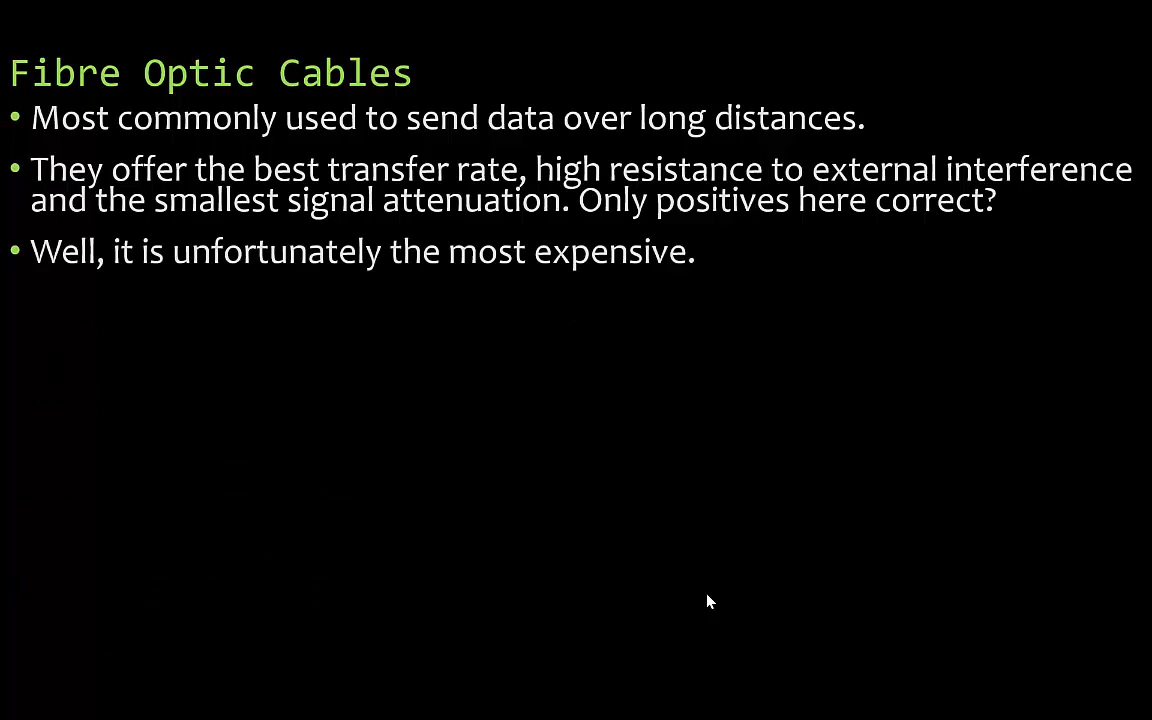 Fibre Optic Cables
• Most commonly used to send data over long distances.
• They offer the best transfer rate, high resistance to external interference
and the smallest signal attenuation. Only positives here correct?
• Well, it is unfortunately the most expensive.